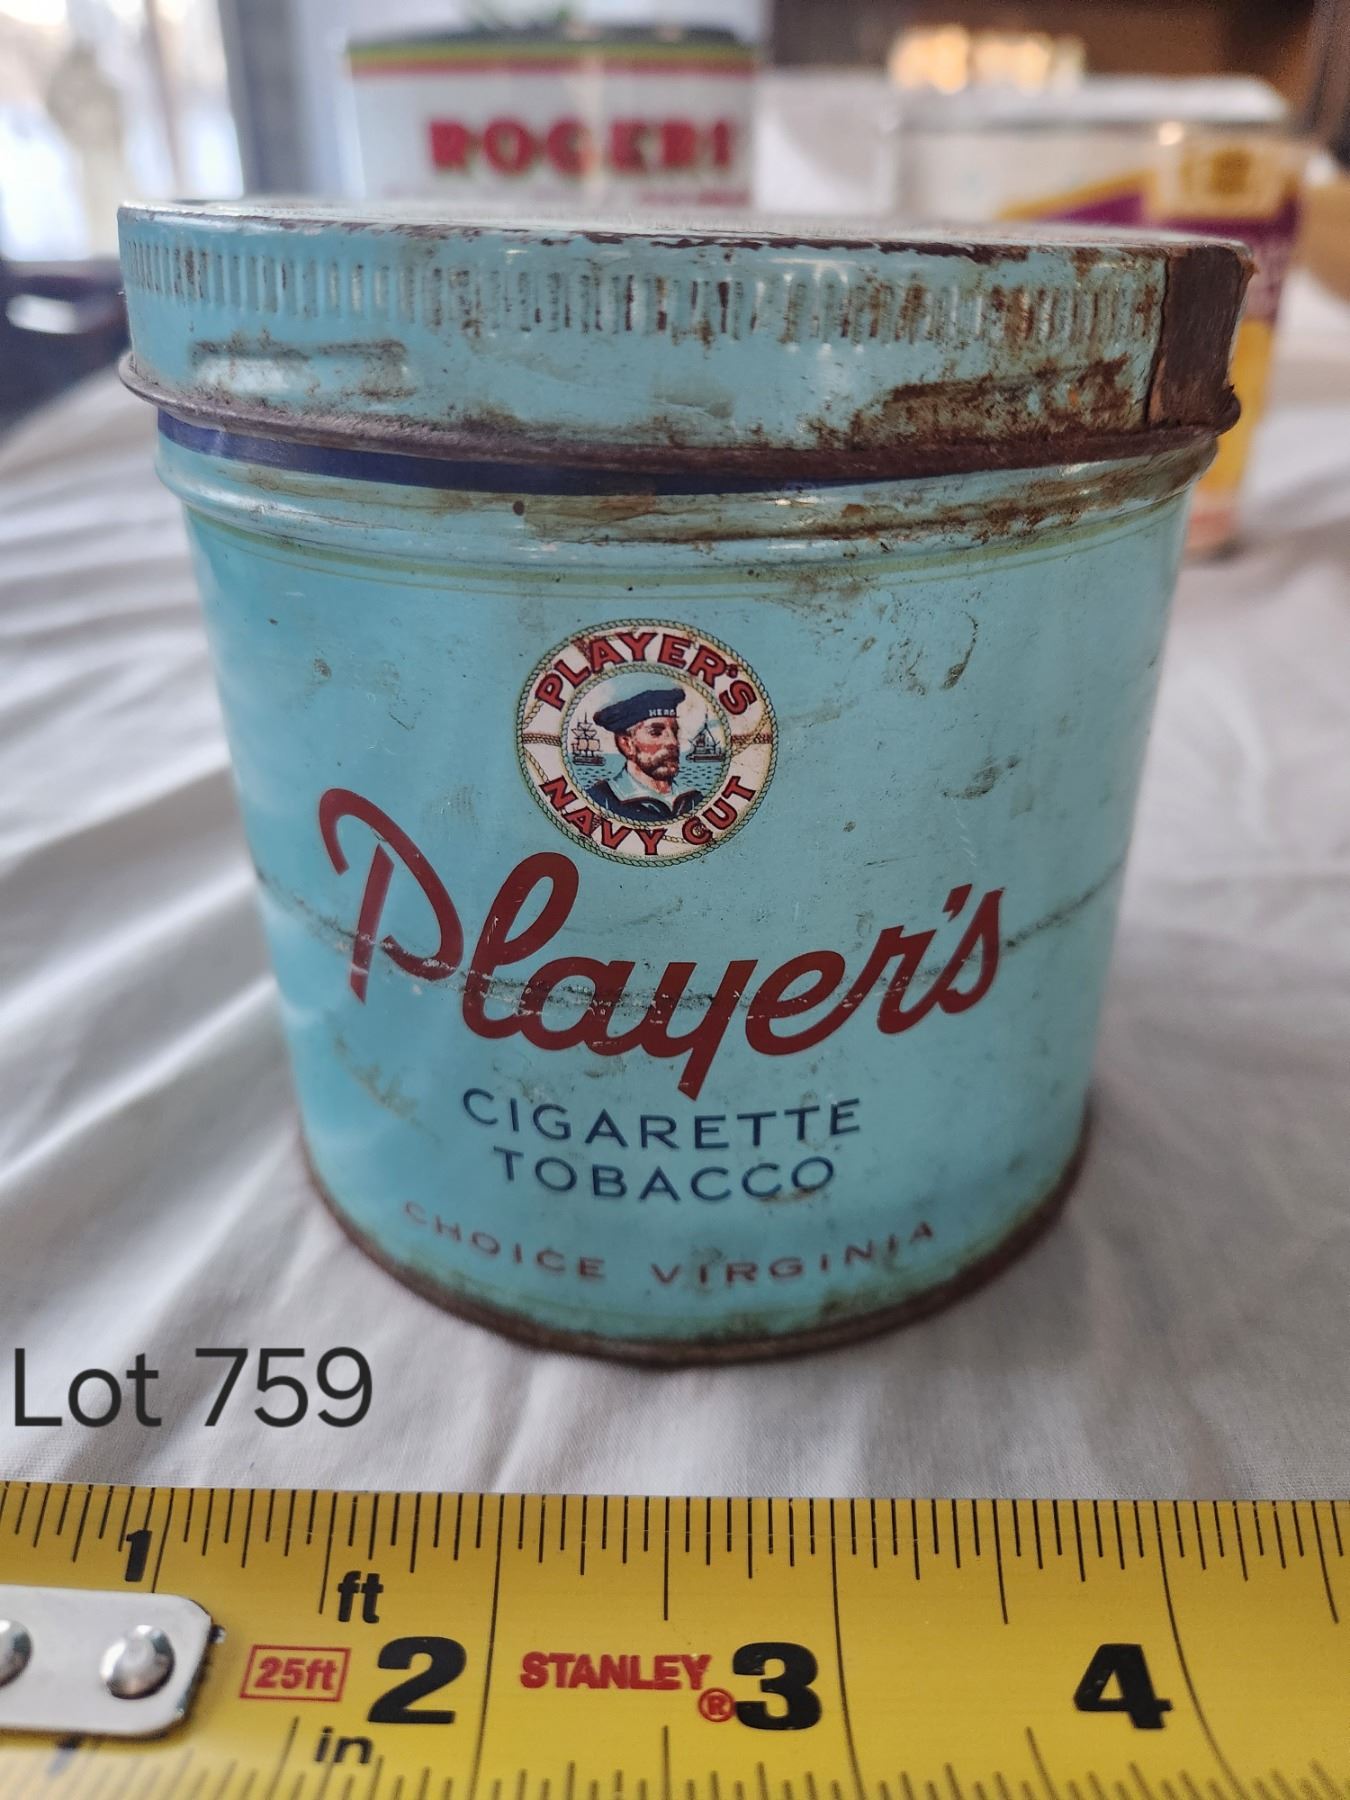 ROGERS
PLAYER'S
HERO
NAVY CUT
Player's
CIGARETTE
TOBACCO
CHOICE VIRGINIA
Lot 759
1
ft
25ft
2
STANLEY®
3
4
in